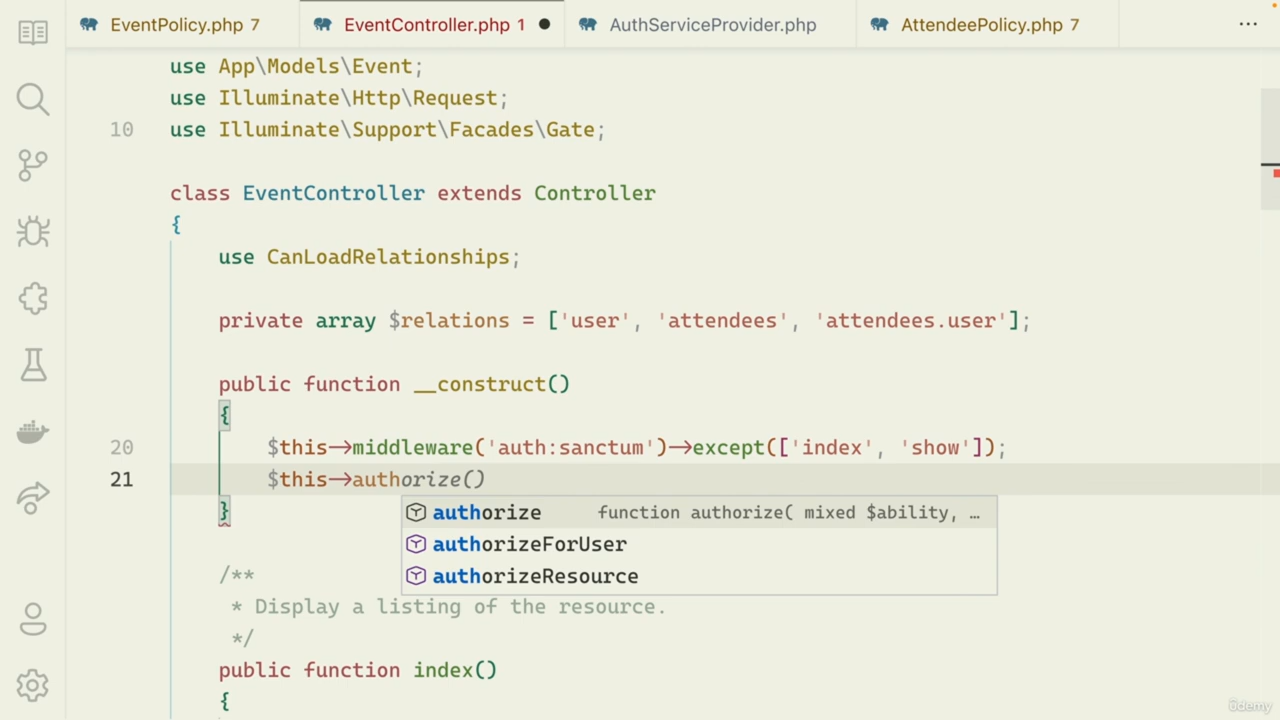 EventPolicy.php 7 EventController.php 1 AuthServiceProvider.php AttendeePolicy.php 7
use App\Models\Event;
use Illuminate\Http\Request;
10 use Illuminate\Support\Facades\Gate;
class EventController extends Controller
{
use CanLoadRelationships;
private array $relations = ['user', 'attendees', 'attendees.user'];
public function __construct()
{
20 $this->middleware('auth:sanctum')->except(['index', 'show']);
21 $this->authorize()
authorize function authorize( mixed $ability, …
}
authorizeForUser
authorizeResource
/**
* Display a listing of the resource.
*/
public function index()
{
ûdemy